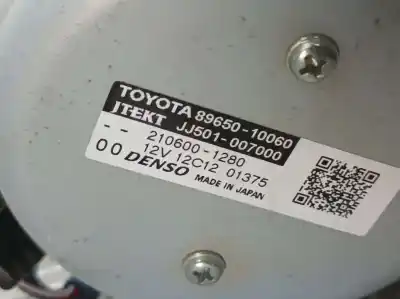 TOYOTA 89650-10060
JTEKT JJ501-007000
-- 210600-1280
12V 12C12 01375
00 DENSO MADE IN JAPAN